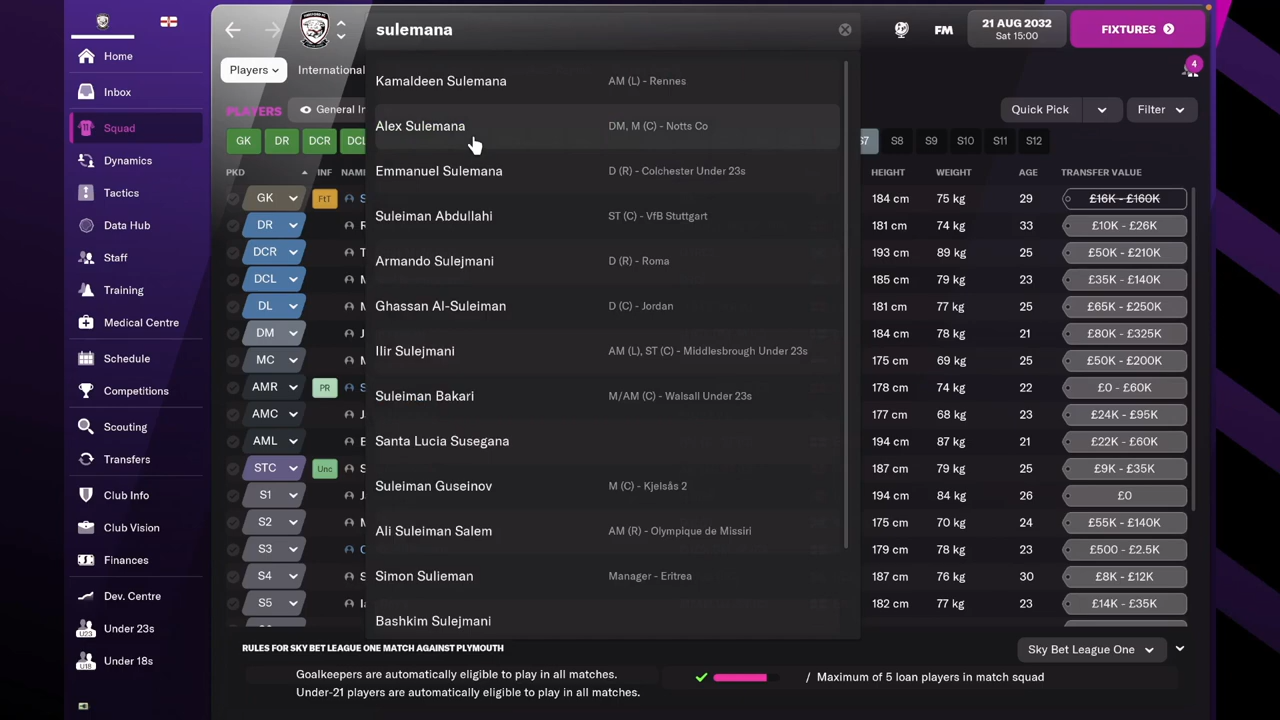 sulemana
21 AUG 2032
Sat 15:00
FM
FIXTURES
Home
Inbox
Squad
Dynamics
Tactics
Data Hub
Staff
Training
Medical Centre
Schedule
Competitions
Scouting
Transfers
Club Info
Club Vision
Finances
Dev. Centre
U23
Under 23s
U18
Under 18s
Players
International
4
PLAYERS
General In
Quick Pick
Filter
GK DR DCR DCL
S7 S8 S9 S10 S11 S12
PKD INF NAME HEIGHT WEIGHT AGE TRANSFER VALUE
Kamaldeen Sulemana AM (L) - Rennes
Alex Sulemana DM, M (C) - Notts Co
Emmanuel Sulemana D (R) - Colchester Under 23s
Suleiman Abdullahi ST (C) - VfB Stuttgart
Armando Sulejmani D (R) - Roma
Ghassan Al-Suleiman D (C) - Jordan
Ilir Sulejmani AM (L), ST (C) - Middlesbrough Under 23s
Suleiman Bakari M/AM (C) - Walsall Under 23s
Santa Lucia Susegana
Suleiman Guseinov M (C) - Kjelsås 2
Ali Suleiman Salem AM (R) - Olympique de Missiri
Simon Sulieman Manager - Eritrea
Bashkim Sulejmani
GK FtT 184 cm 75 kg 29 £16K - £160K
DR 181 cm 74 kg 33 £10K - £26K
DCR 193 cm 89 kg 25 £50K - £210K
DCL 185 cm 79 kg 23 £35K - £140K
DL 181 cm 77 kg 25 £65K - £250K
DM 184 cm 78 kg 21 £80K - £325K
MC 175 cm 69 kg 25 £50K - £200K
AMR PR 178 cm 74 kg 22 £0 - £60K
AMC 177 cm 68 kg 23 £24K - £95K
AML 194 cm 87 kg 21 £22K - £60K
STC Unc 187 cm 79 kg 25 £9K - £35K
S1 194 cm 84 kg 26 £0
S2 175 cm 70 kg 24 £55K - £140K
S3 179 cm 78 kg 23 £500 - £2.5K
S4 187 cm 76 kg 30 £8K - £12K
S5 182 cm 77 kg 23 £14K - £35K
RULES FOR SKY BET LEAGUE ONE MATCH AGAINST PLYMOUTH
Sky Bet League One
Goalkeepers are automatically eligible to play in all matches.
Under-21 players are automatically eligible to play in all matches.
/ Maximum of 5 loan players in match squad